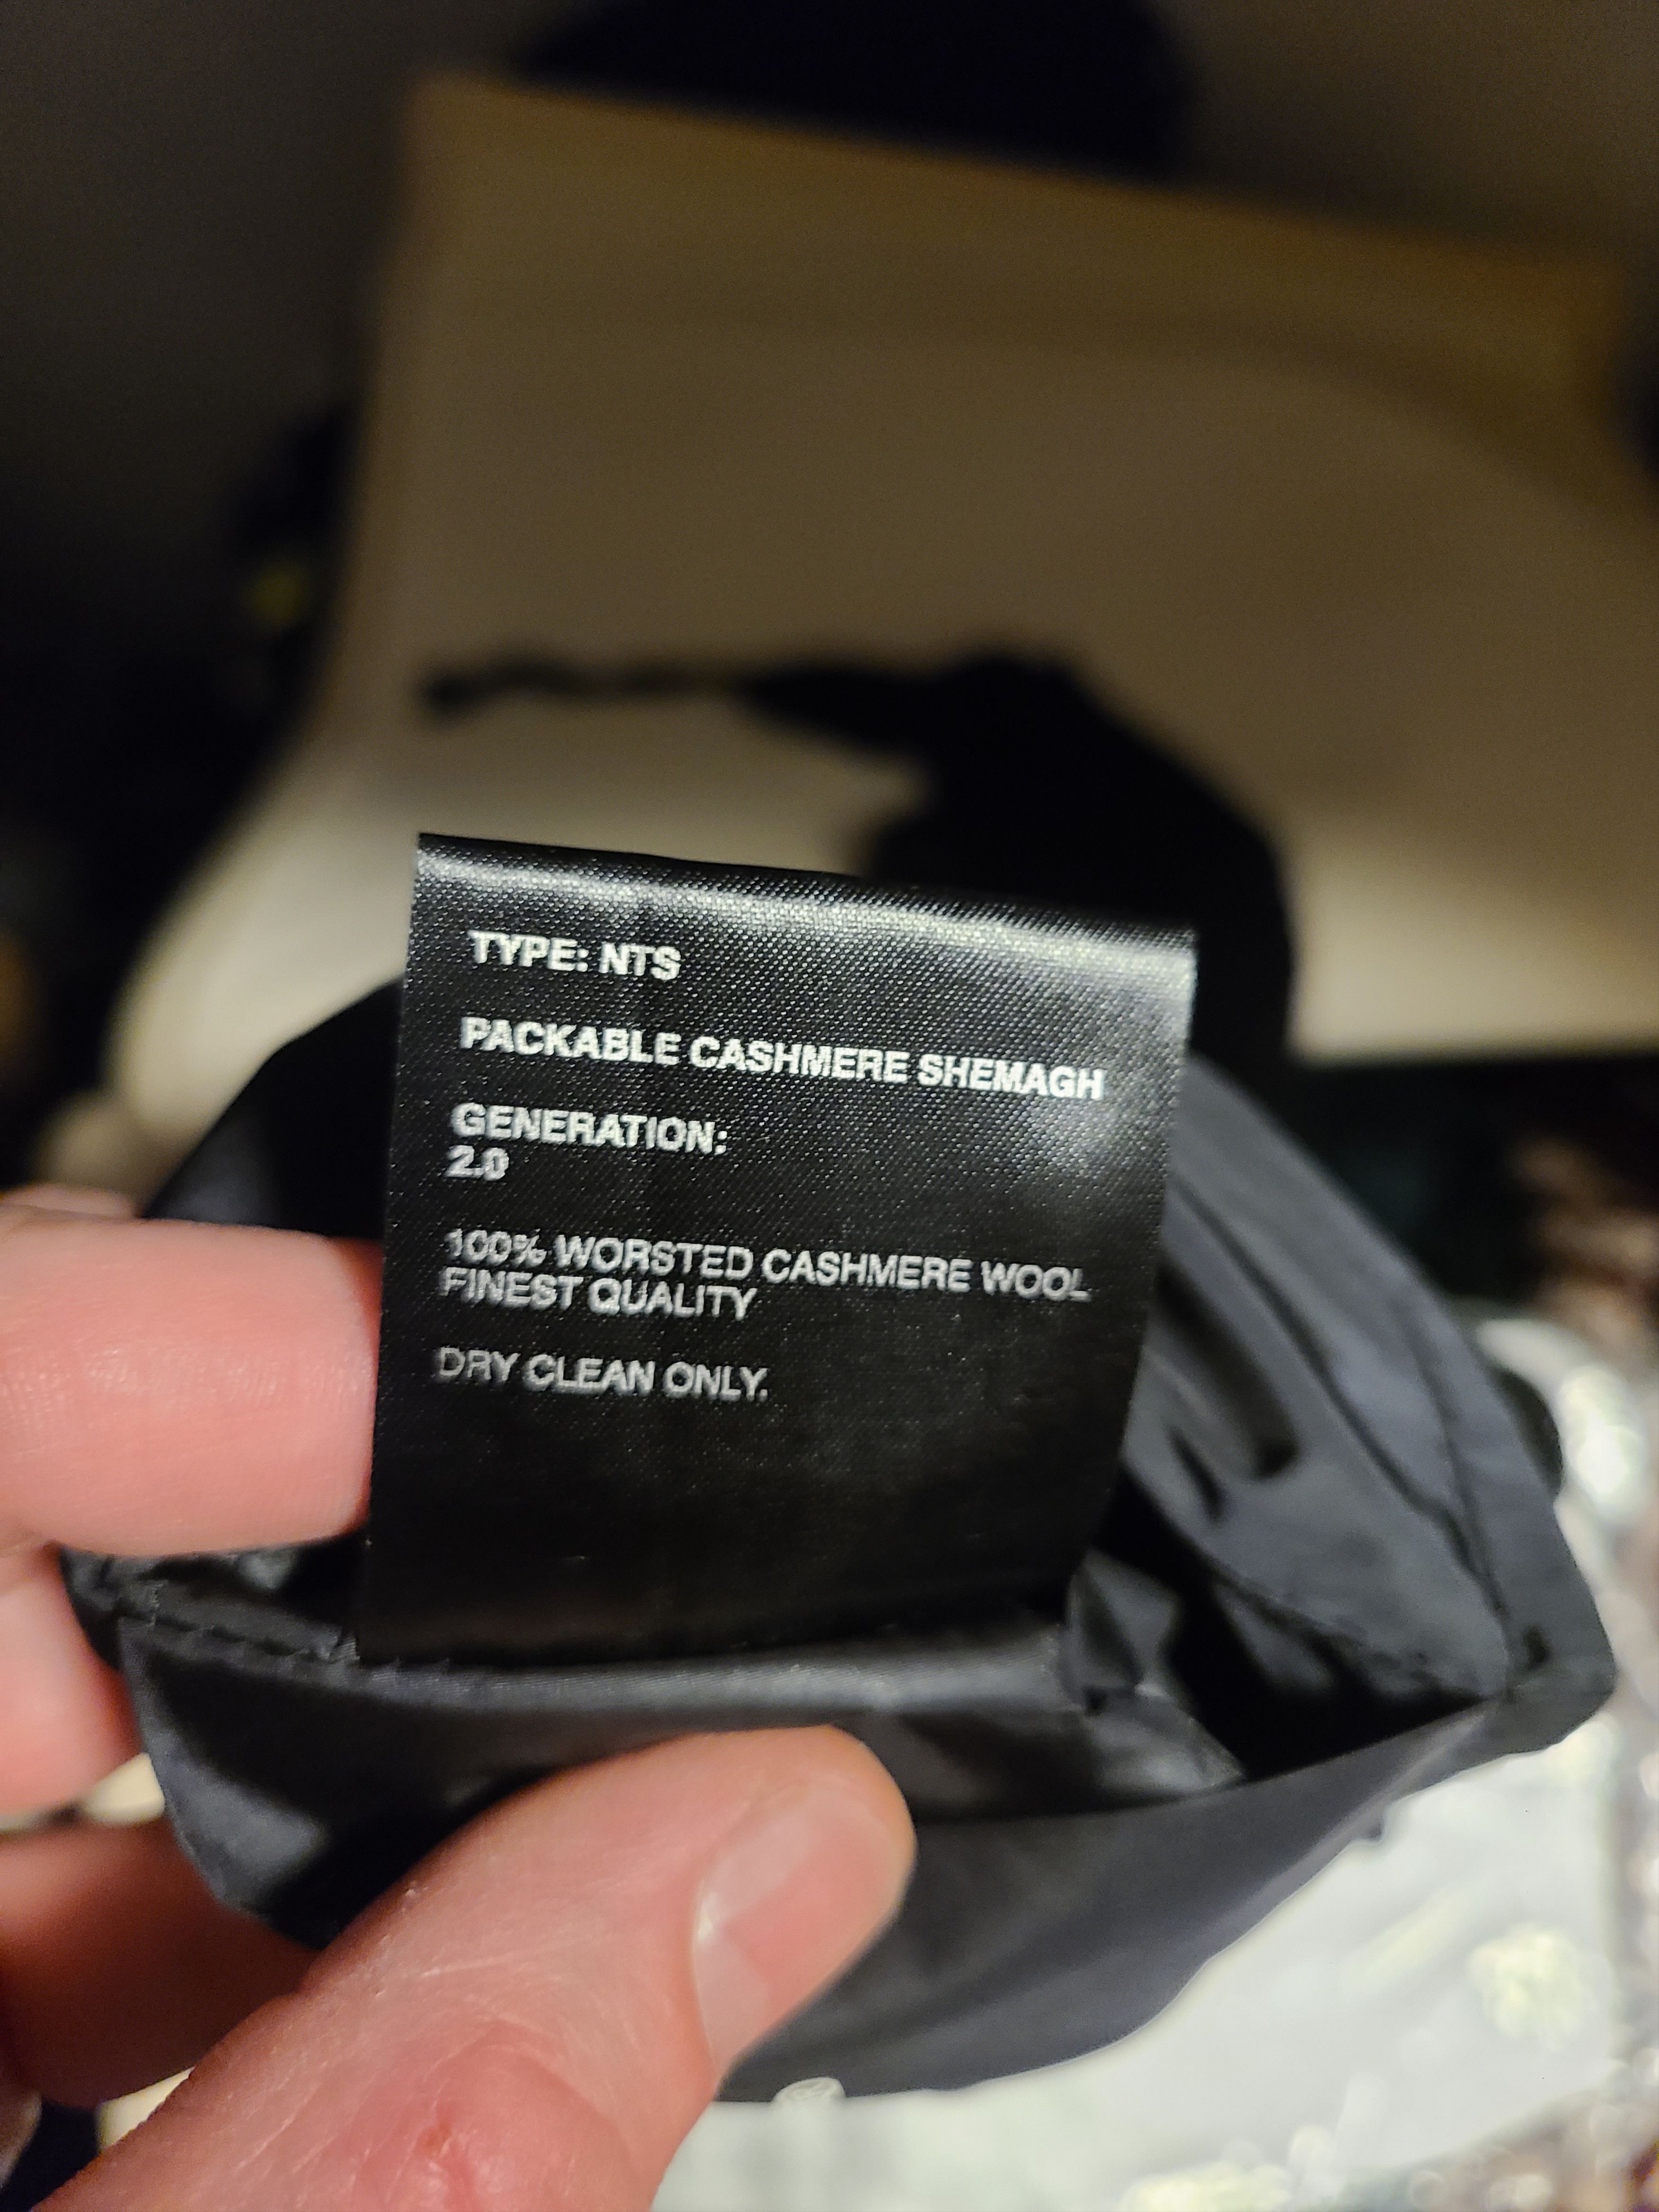 TYPE: NTS
PACKABLE CASHMERE SHEMAGH
GENERATION:
2.0
100% WORSTED CASHMERE WOOL
FINEST QUALITY
DRY CLEAN ONLY.